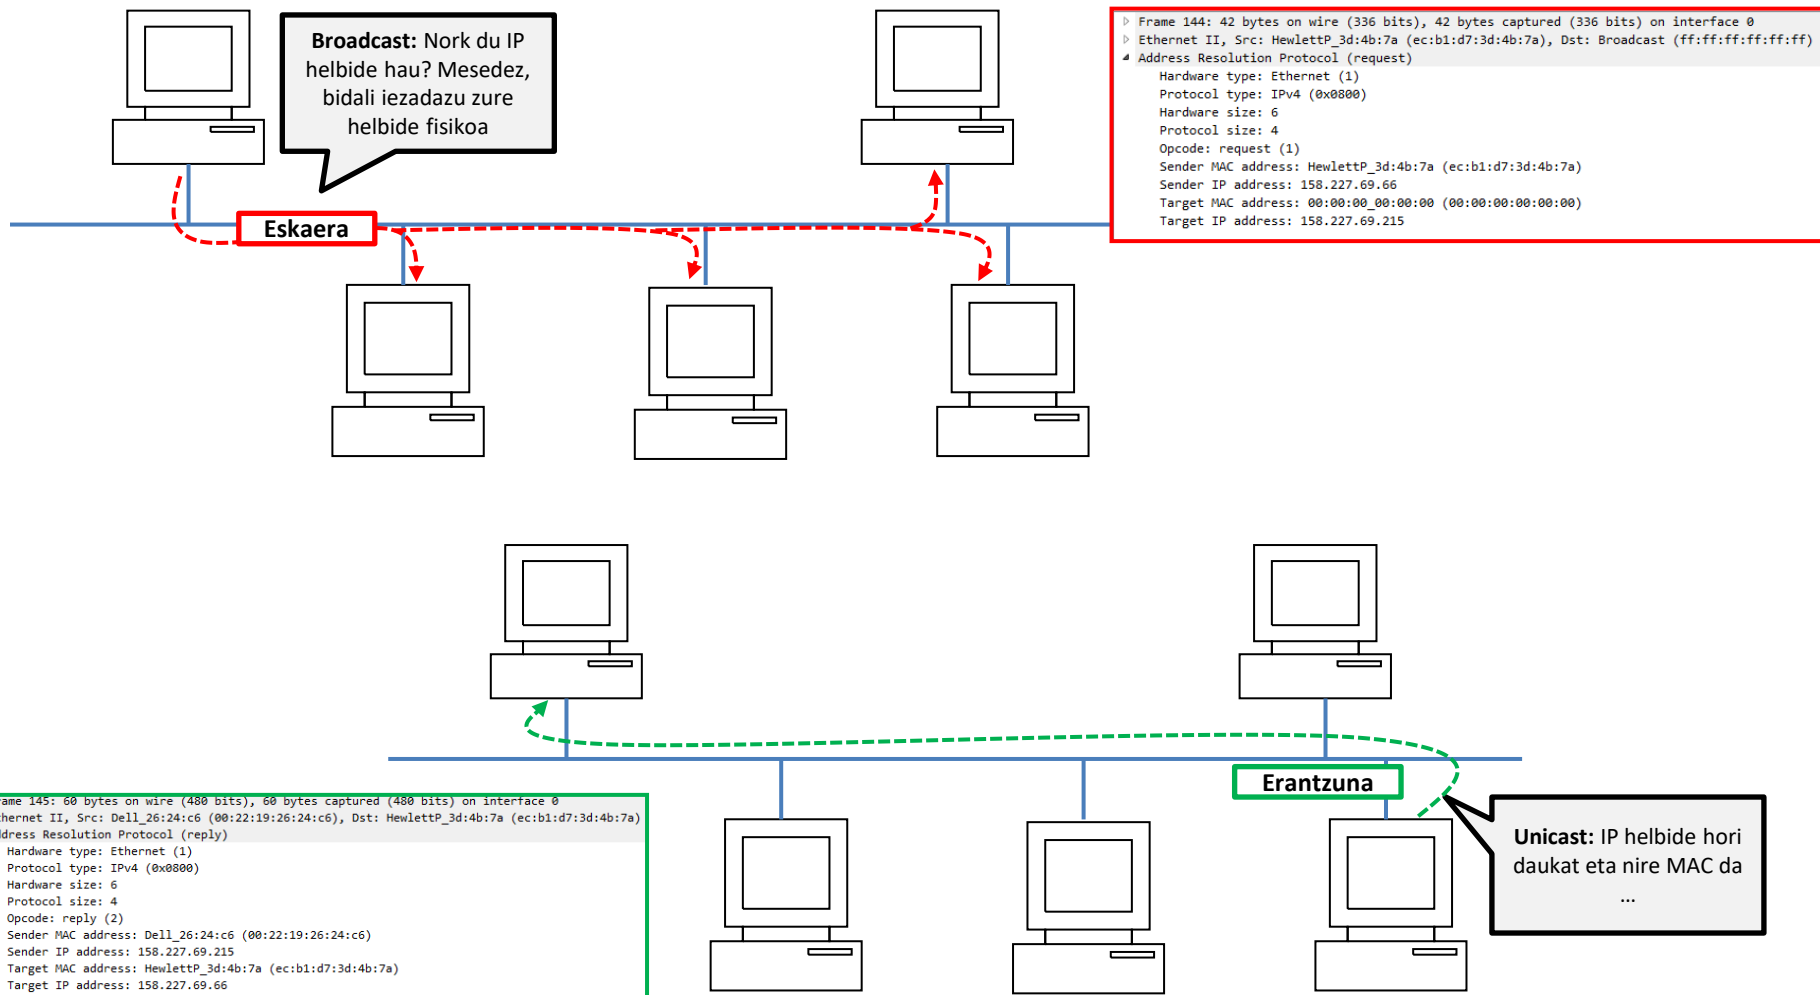 Broadcast: Nork du IP
helbide hau? Mesedez,
bidali iezadazu zure
helbide fisikoa
Frame 144: 42 bytes on wire (336 bits), 42 bytes captured (336 bits) on interface 0
Ethernet II, Src: HewlettP_3d:4b:7a (ec:b1:d7:3d:4b:7a), Dst: Broadcast (ff:ff:ff:ff:ff:ff)
Address Resolution Protocol (request)
Hardware type: Ethernet (1)
Protocol type: IPv4 (0x0800)
Hardware size: 6
Protocol size: 4
Opcode: request (1)
Sender MAC address: HewlettP_3d:4b:7a (ec:b1:d7:3d:4b:7a)
Sender IP address: 158.227.69.66
Target MAC address: 00:00:00_00:00:00 (00:00:00:00:00:00)
Target IP address: 158.227.69.215
Eskaera
Erantzuna
Unicast: IP helbide hori
daukat eta nire MAC da
...
ame 145: 60 bytes on wire (480 bits), 60 bytes captured (480 bits) on interface 0
thernet II, Src: Dell_26:24:c6 (00:22:19:26:24:c6), Dst: HewlettP_3d:4b:7a (ec:b1:d7:3d:4b:7a)
ddress Resolution Protocol (reply)
Hardware type: Ethernet (1)
Protocol type: IPv4 (0x0800)
Hardware size: 6
Protocol size: 4
Opcode: reply (2)
Sender MAC address: Dell_26:24:c6 (00:22:19:26:24:c6)
Sender IP address: 158.227.69.215
Target MAC address: HewlettP_3d:4b:7a (ec:b1:d7:3d:4b:7a)
Target IP address: 158.227.69.66